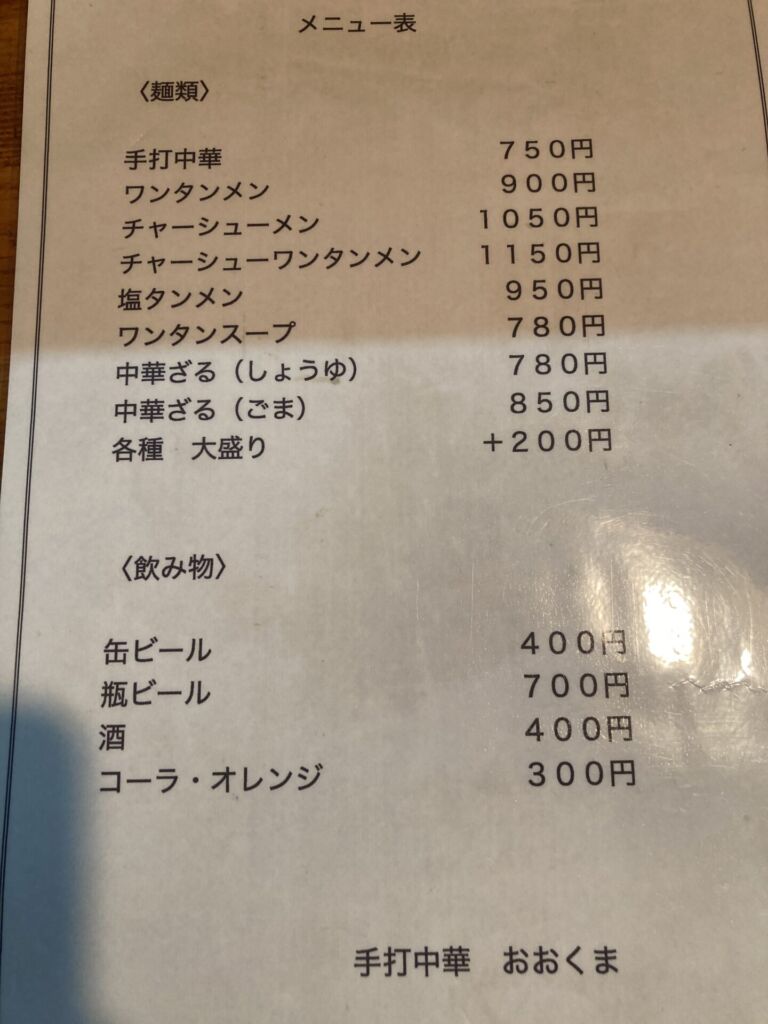 メニュー表
〈麺類〉
手打中華 750円
ワンタンメン 900円
チャーシューメン 1050円
チャーシューワンタンメン 1150円
塩タンメン 950円
ワンタンスープ 780円
中華ざる（しょうゆ） 780円
中華ざる（ごま） 850円
各種　大盛り ＋200円
〈飲み物〉
缶ビール 400円
瓶ビール 700円
酒 400円
コーラ・オレンジ 300円
手打中華　おおくま